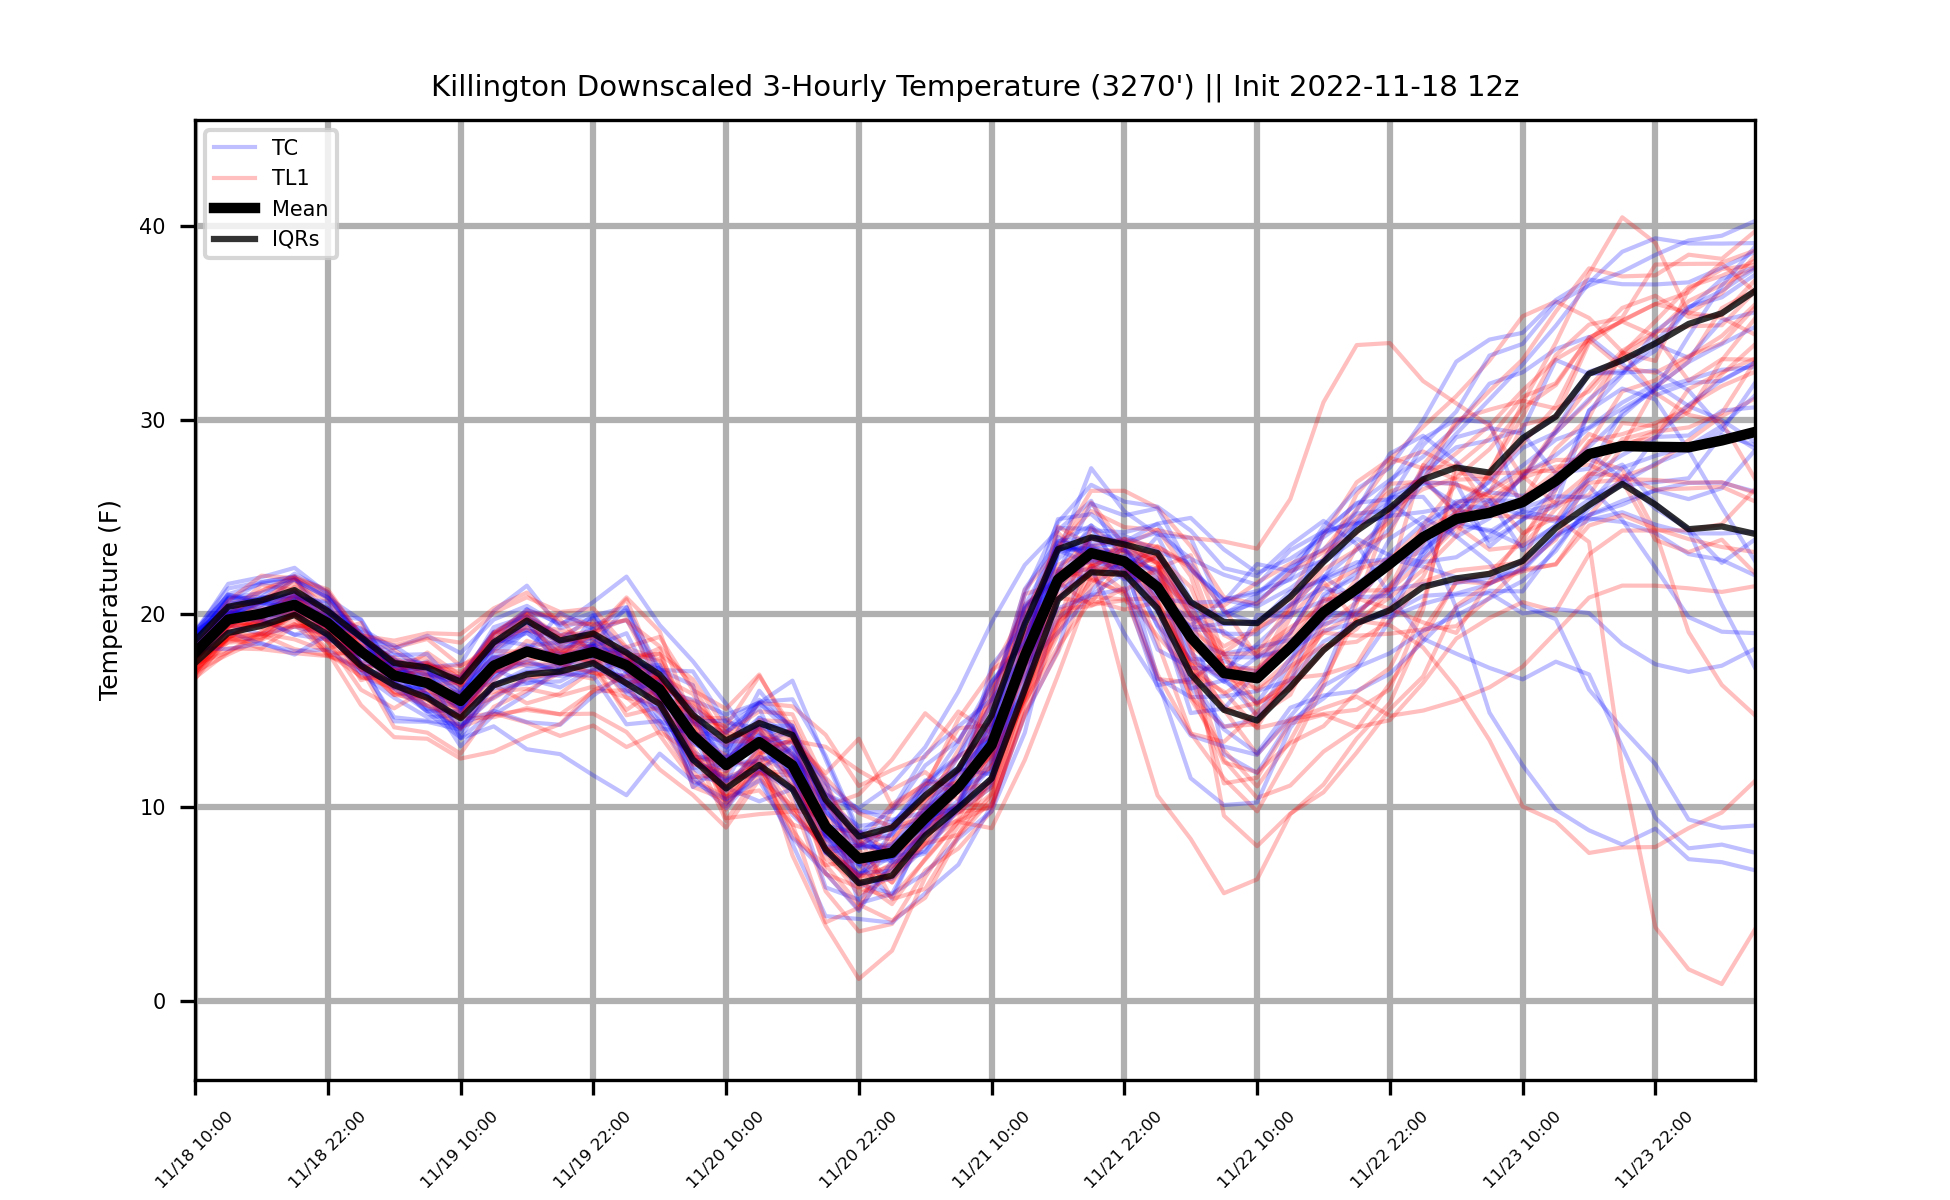 Killington Downscaled 3-Hourly Temperature (3270') || Init 2022-11-18 12z
TC
TL1
Mean
IQRs
Temperature (F)
40
30
20
10
0
11/18 10:00
11/18 22:00
11/19 10:00
11/19 22:00
11/20 10:00
11/20 22:00
11/21 10:00
11/21 22:00
11/22 10:00
11/22 22:00
11/23 10:00
11/23 22:00